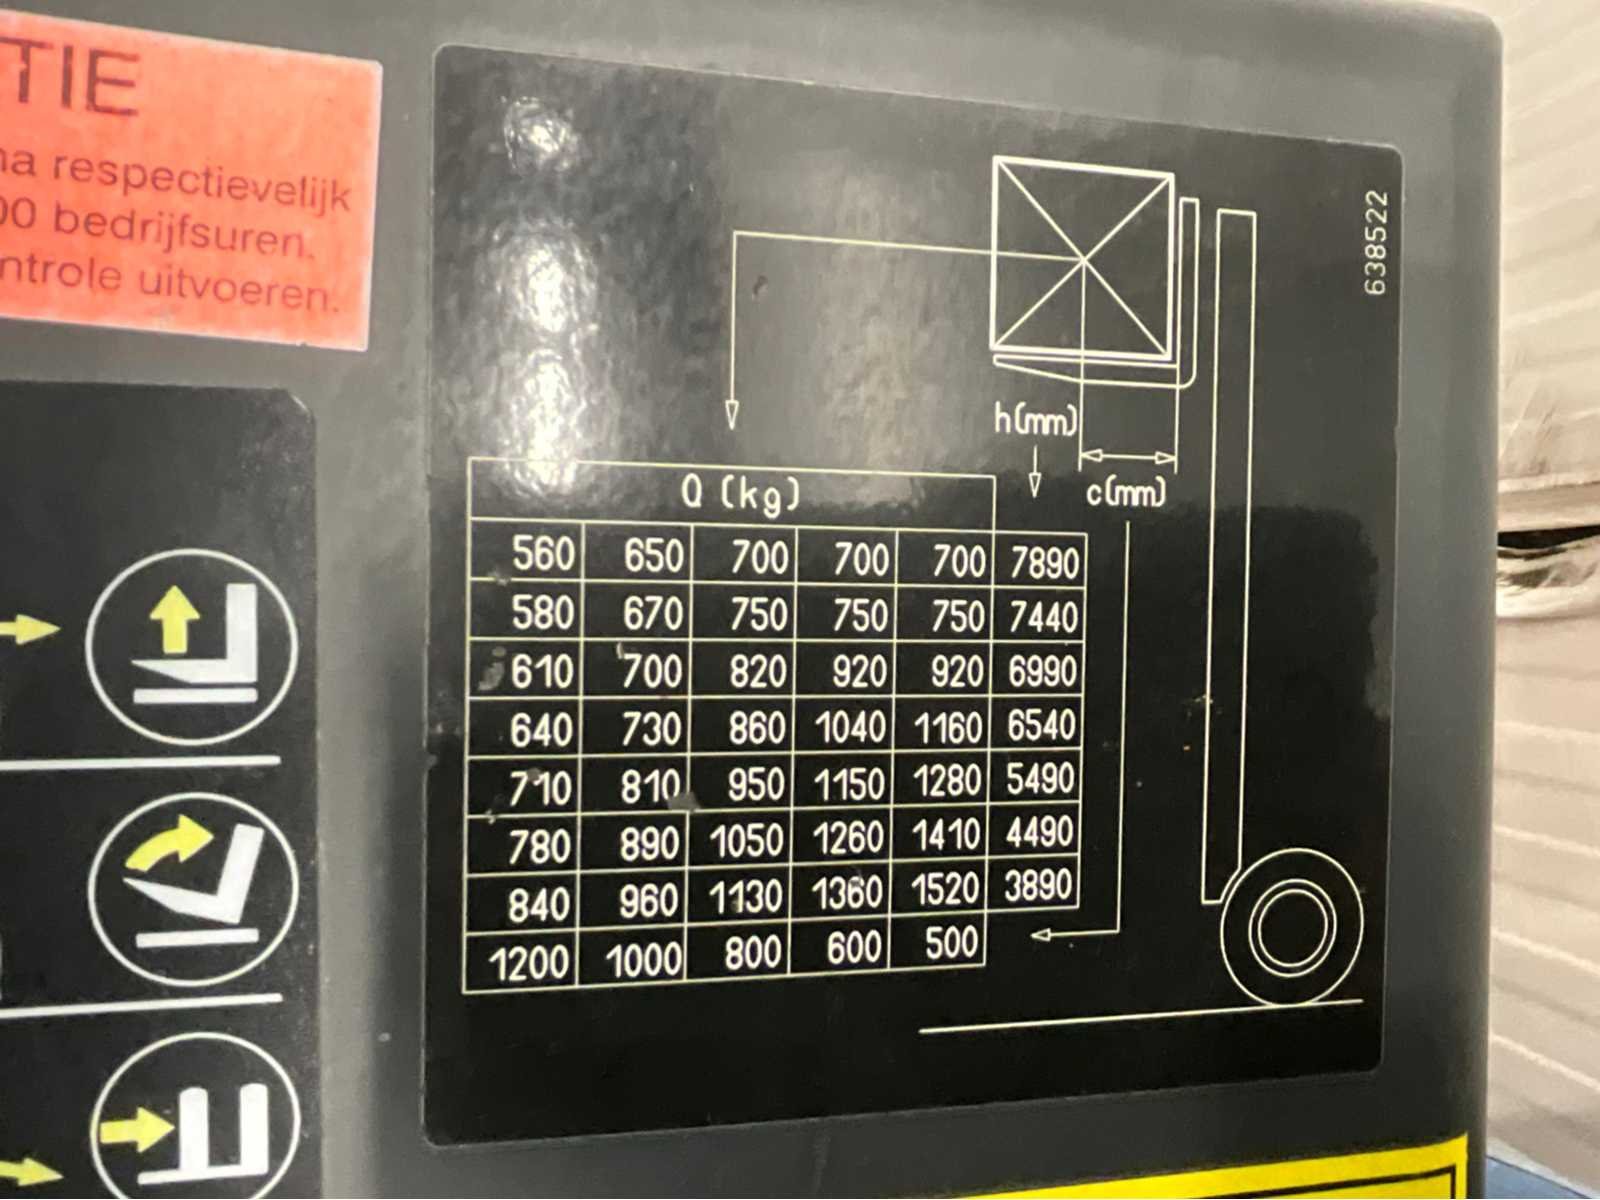 TIE
na respectievelijk
00 bedrijfsuren.
ntrole uitvoeren.
638522
h(mm)
c(mm)
Q (kg)
560 650 700 700 700 7890
580 670 750 750 750 7440
610 700 820 920 920 6990
640 730 860 1040 1160 6540
710 810 950 1150 1280 5490
780 890 1050 1260 1410 4490
840 960 1130 1360 1520 3890
1200 1000 800 600 500